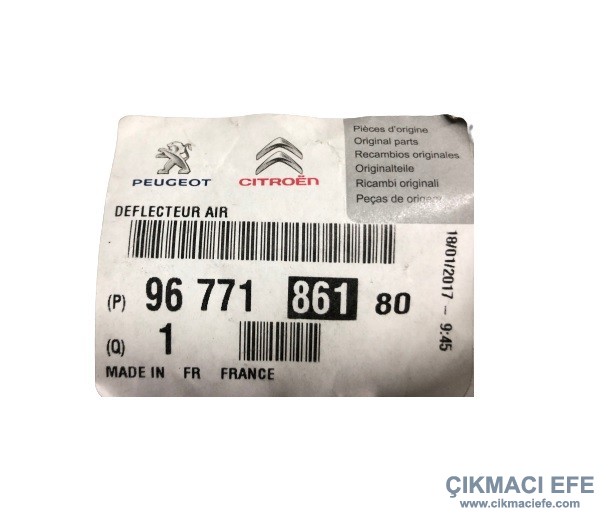 PEUGEOT
CITROËN
Pièces d'origine
Original parts
Recambios originales
Originalteile
Ricambi originali
Peças de origem
DEFLECTEUR AIR
(P) 96 771 861 80
(Q) 1
MADE IN FR FRANCE
18/01/2017 - 9:45
ÇIKMACI EFE
www.cikmaciefe.com